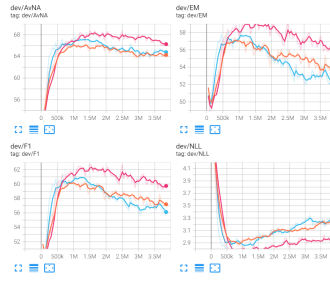 dev/AvNA
tag: dev/AvNA
68
64
60
56
0 500k 1M 1.5M 2M 2.5M 3M 3.5M
dev/EM
tag: dev/EM
58
56
54
52
50
0 500k 1M 1.5M 2M 2.5M 3M 3.5M
dev/F1
tag: dev/F1
62
60
58
56
54
52
0 500k 1M 1.5M 2M 2.5M 3M 3.5M
dev/NLL
tag: dev/NLL
4.1
3.9
3.7
3.5
3.3
3.1
2.9
0 500k 1M 1.5M 2M 2.5M 3M 3.5M